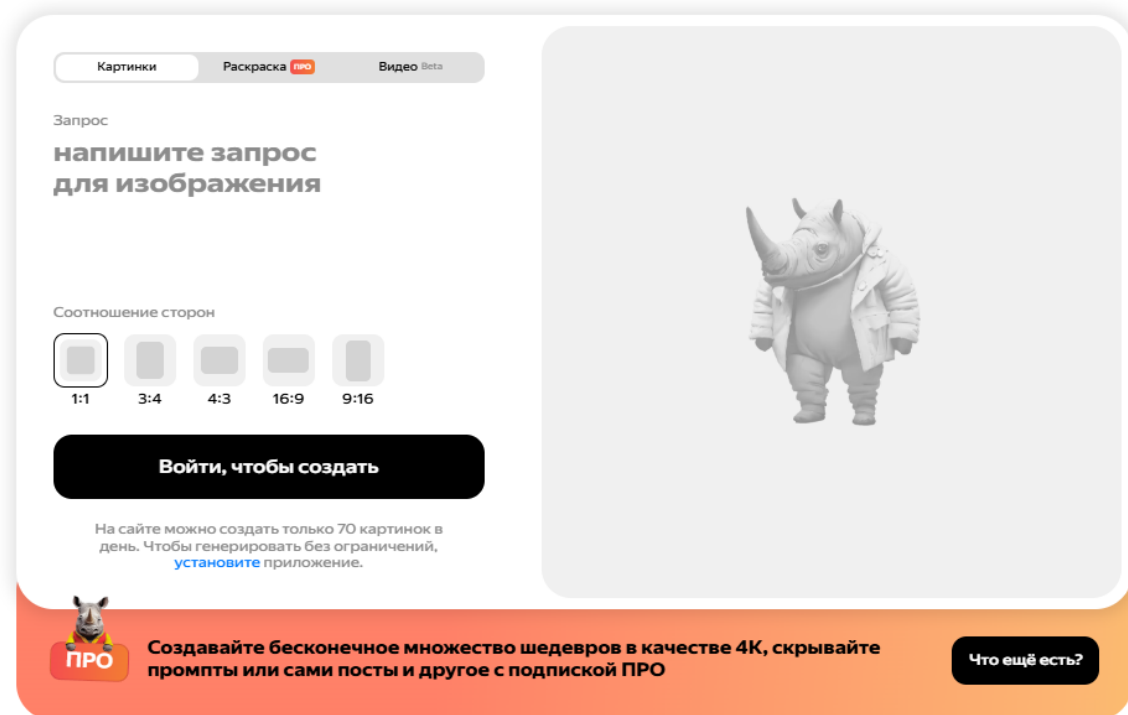 Картинки
Раскраска ПРО
Видео Beta
Запрос
напишите запрос
для изображения
Соотношение сторон
1:1
3:4
4:3
16:9
9:16
Войти, чтобы создать
На сайте можно создать только 70 картинок в
день. Чтобы генерировать без ограничений,
установите приложение.
ПРО
Создавайте бесконечное множество шедевров в качестве 4К, скрывайте
промпты или сами посты и другое с подпиской ПРО
Что ещё есть?